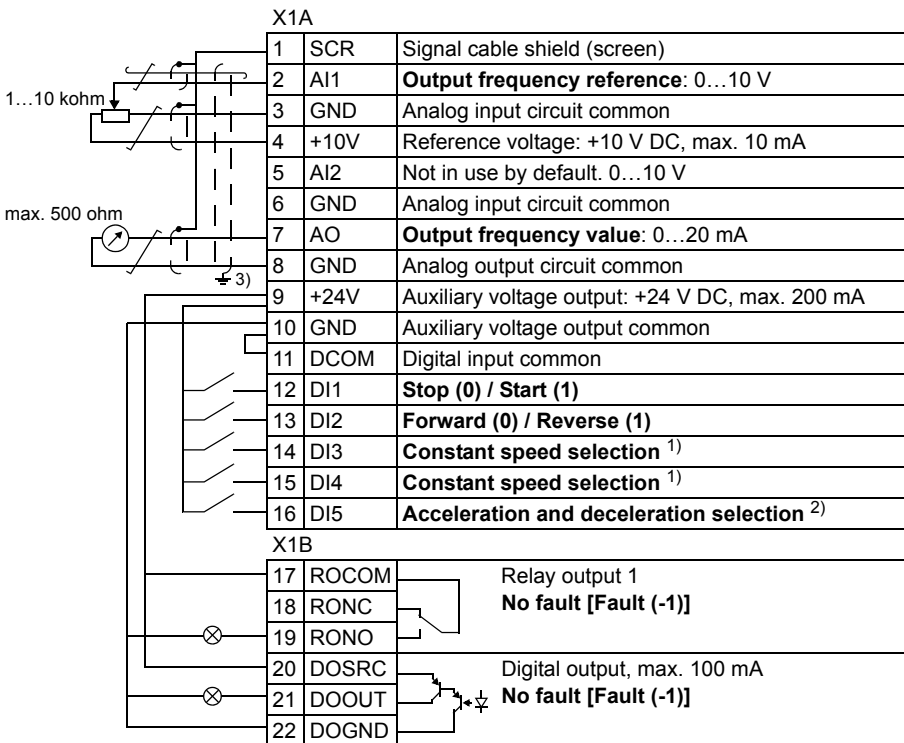 X1A
1 SCR Signal cable shield (screen)
2 AI1 Output frequency reference: 0…10 V
1…10 kohm
3 GND Analog input circuit common
4 +10V Reference voltage: +10 V DC, max. 10 mA
5 AI2 Not in use by default. 0…10 V
6 GND Analog input circuit common
max. 500 ohm
7 AO Output frequency value: 0…20 mA
8 GND Analog output circuit common
3)
9 +24V Auxiliary voltage output: +24 V DC, max. 200 mA
10 GND Auxiliary voltage output common
11 DCOM Digital input common
12 DI1 Stop (0) / Start (1)
13 DI2 Forward (0) / Reverse (1)
14 DI3 Constant speed selection 1)
15 DI4 Constant speed selection 1)
16 DI5 Acceleration and deceleration selection 2)
X1B
17 ROCOM Relay output 1
18 RONC No fault [Fault (-1)]
19 RONO
20 DOSRC Digital output, max. 100 mA
21 DOOUT No fault [Fault (-1)]
22 DOGND